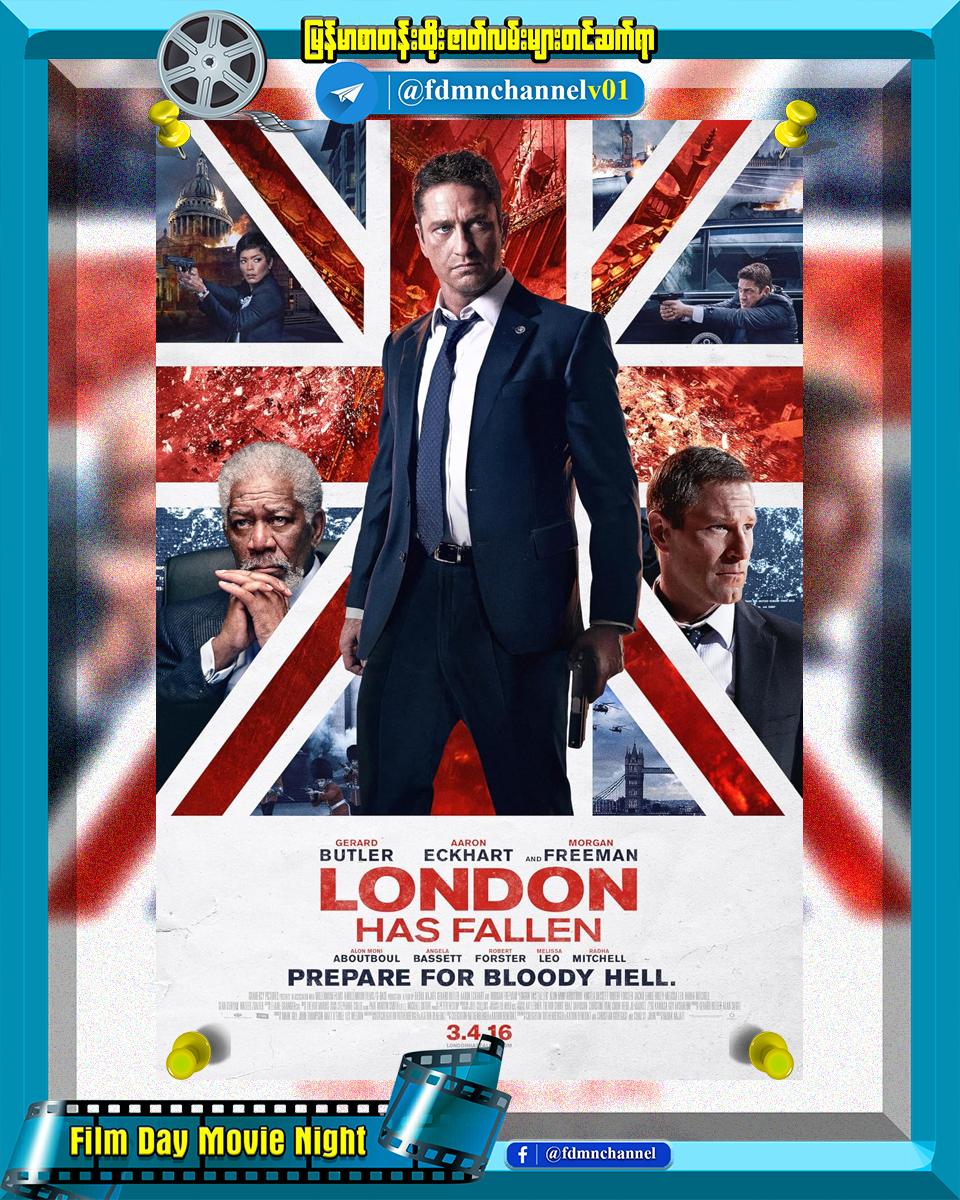 မြန်မာစာတန်းထိုးဇာတ်လမ်းများတင်ဆက်ရာ
@fdmnchannelv01
GERARD BUTLER AARON ECKHART AND MORGAN FREEMAN
LONDON
HAS FALLEN
ALON MONI ABOUTBOUL ANGELA BASSETT ROBERT FORSTER MELISSA LEO RADHA MITCHELL
PREPARE FOR BLOODY HELL.
3.4.16
Film Day Movie Night
@fdmnchannel